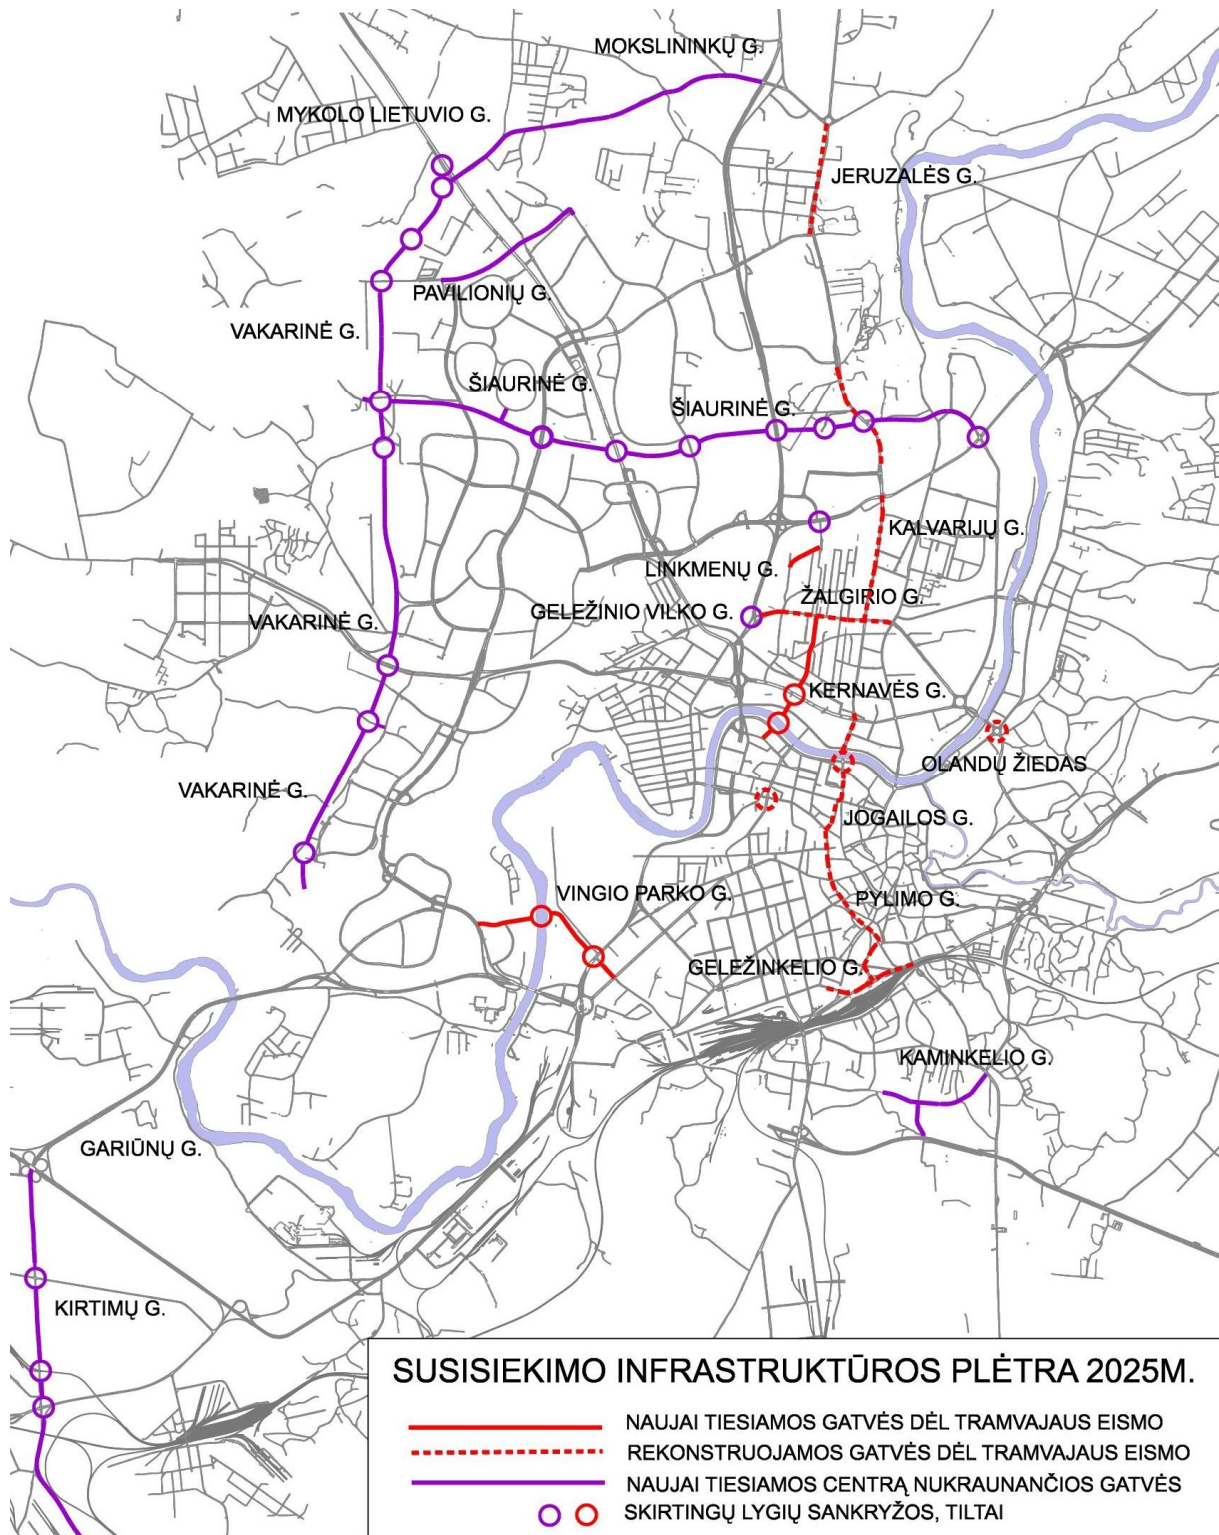 MOKSLININKŲ G.
MYKOLO LIETUVIO G.
JERUZALĖS G.
PAVILIONIŲ G.
VAKARINĖ G.
ŠIAURINĖ G.
ŠIAURINĖ G.
KALVARIJŲ G.
LINKMENŲ G.
ŽALGIRIO G.
GELEŽINIO VILKO G.
VAKARINĖ G.
KERNAVĖS G.
OLANDŲ ŽIEDAS
VAKARINĖ G.
JOGAILOS G.
VINGIO PARKO G.
PYLIMO G.
GELEŽINKELIO G.
KAMINKELIO G.
GARIŪNŲ G.
KIRTIMŲ G.
SUSISIEKIMO INFRASTRUKTŪROS PLĖTRA 2025M.
NAUJAI TIESIAMOS GATVĖS DĖL TRAMVAJAUS EISMO
REKONSTRUOJAMOS GATVĖS DĖL TRAMVAJAUS EISMO
NAUJAI TIESIAMOS CENTRĄ NUKRAUNANČIOS GATVĖS
SKIRTINGŲ LYGIŲ SANKRYŽOS, TILTAI